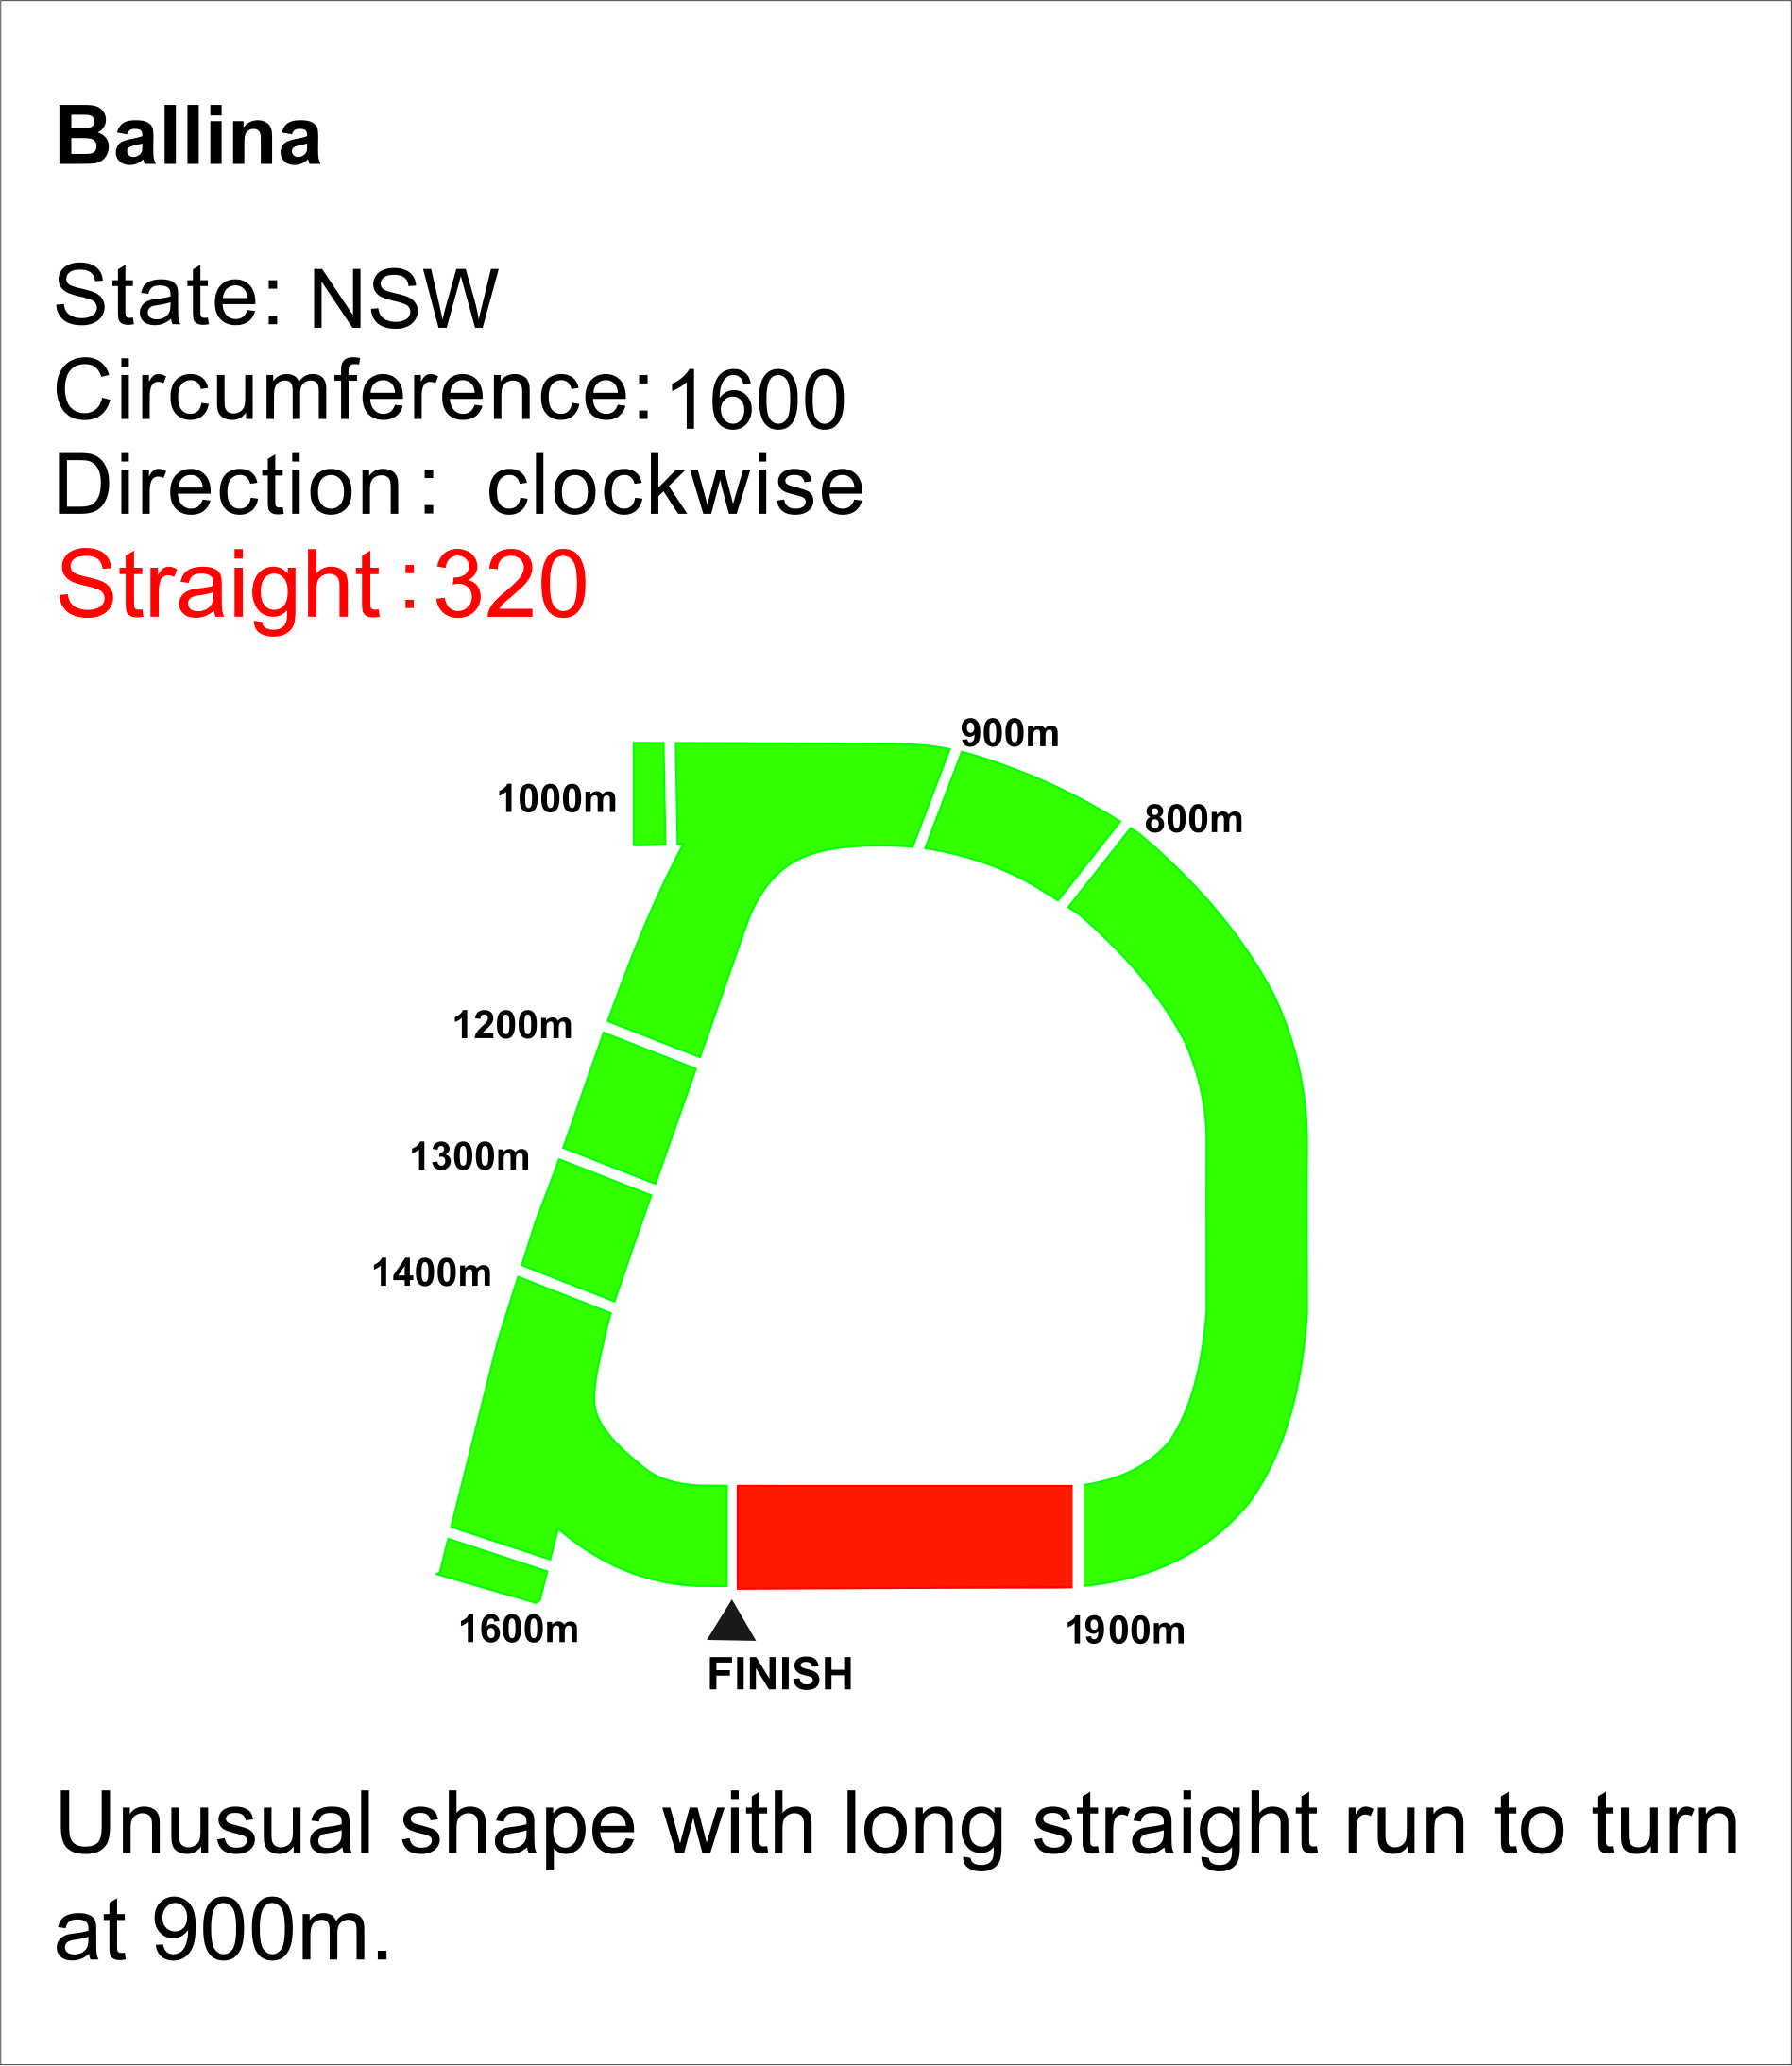 Ballina
State: NSW
Circumference: 1600
Direction : clockwise
Straight : 320
900m
1000m
800m
1200m
1300m
1400m
1600m
1900m
FINISH
Unusual shape with long straight run to turn
at 900m.